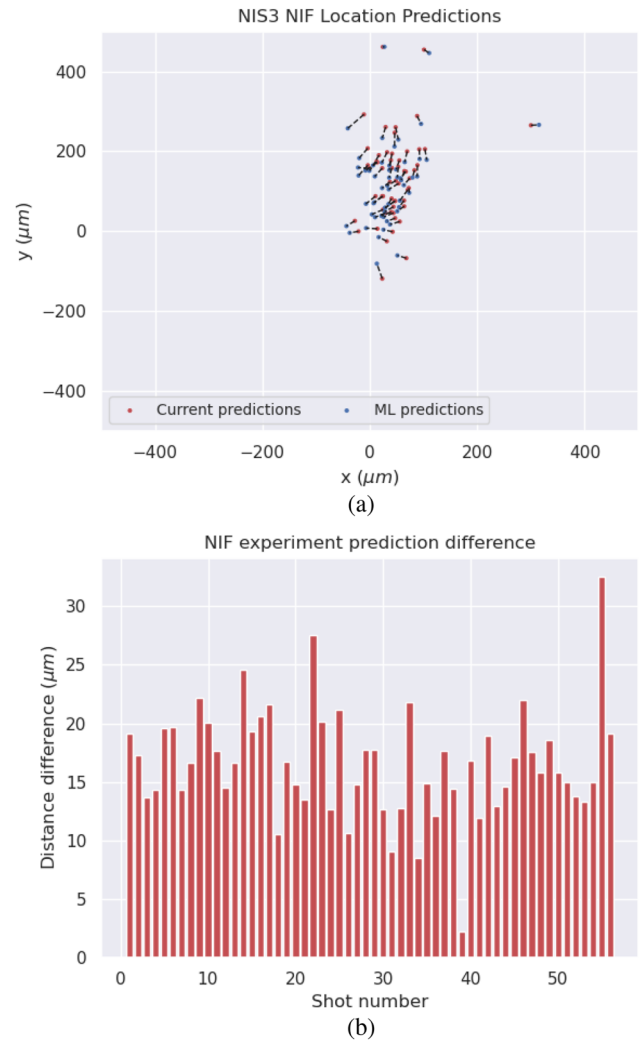 NIS3 NIF Location Predictions
400
200
0
−200
−400
y (μm)
Current predictions
ML predictions
−400
−200
0
200
400
x (μm)
(a)
NIF experiment prediction difference
30
25
20
15
10
5
0
Distance difference (μm)
0
10
20
30
40
50
Shot number
(b)